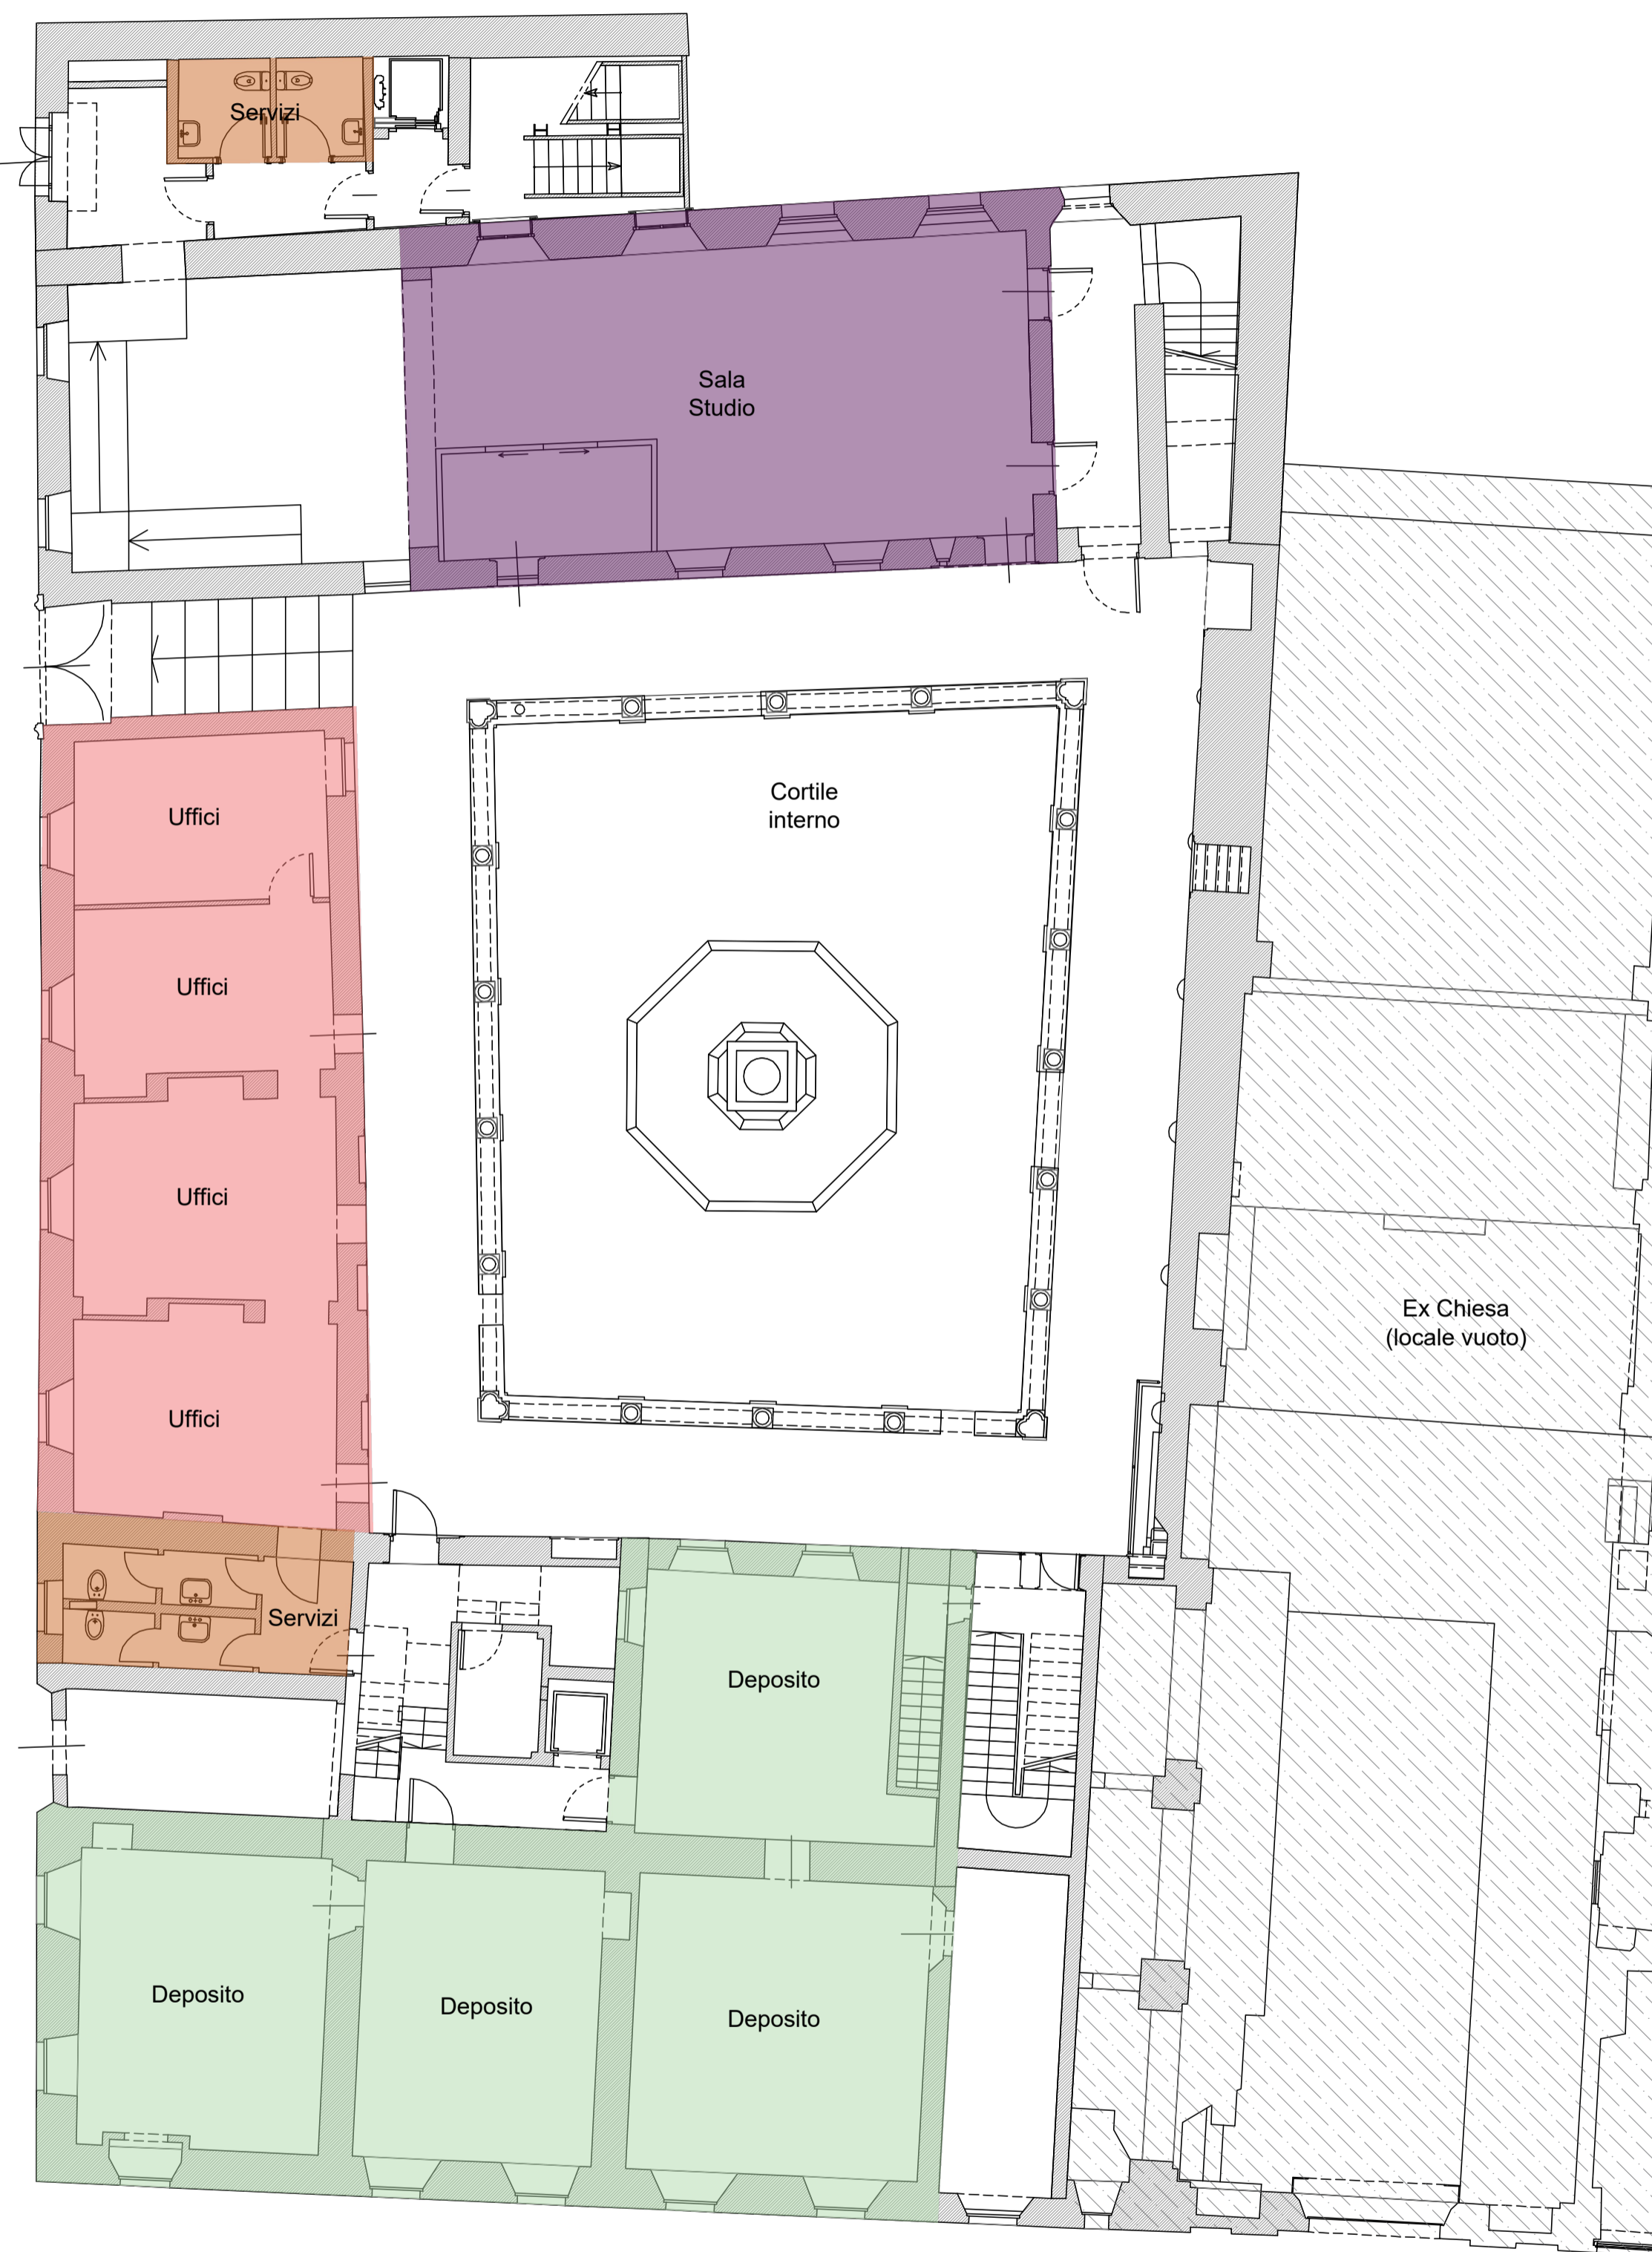 Servizi
Sala
Studio
Uffici
Cortile
interno
Uffici
Uffici
Ex Chiesa
(locale vuoto)
Uffici
Servizi
Deposito
Deposito
Deposito
Deposito